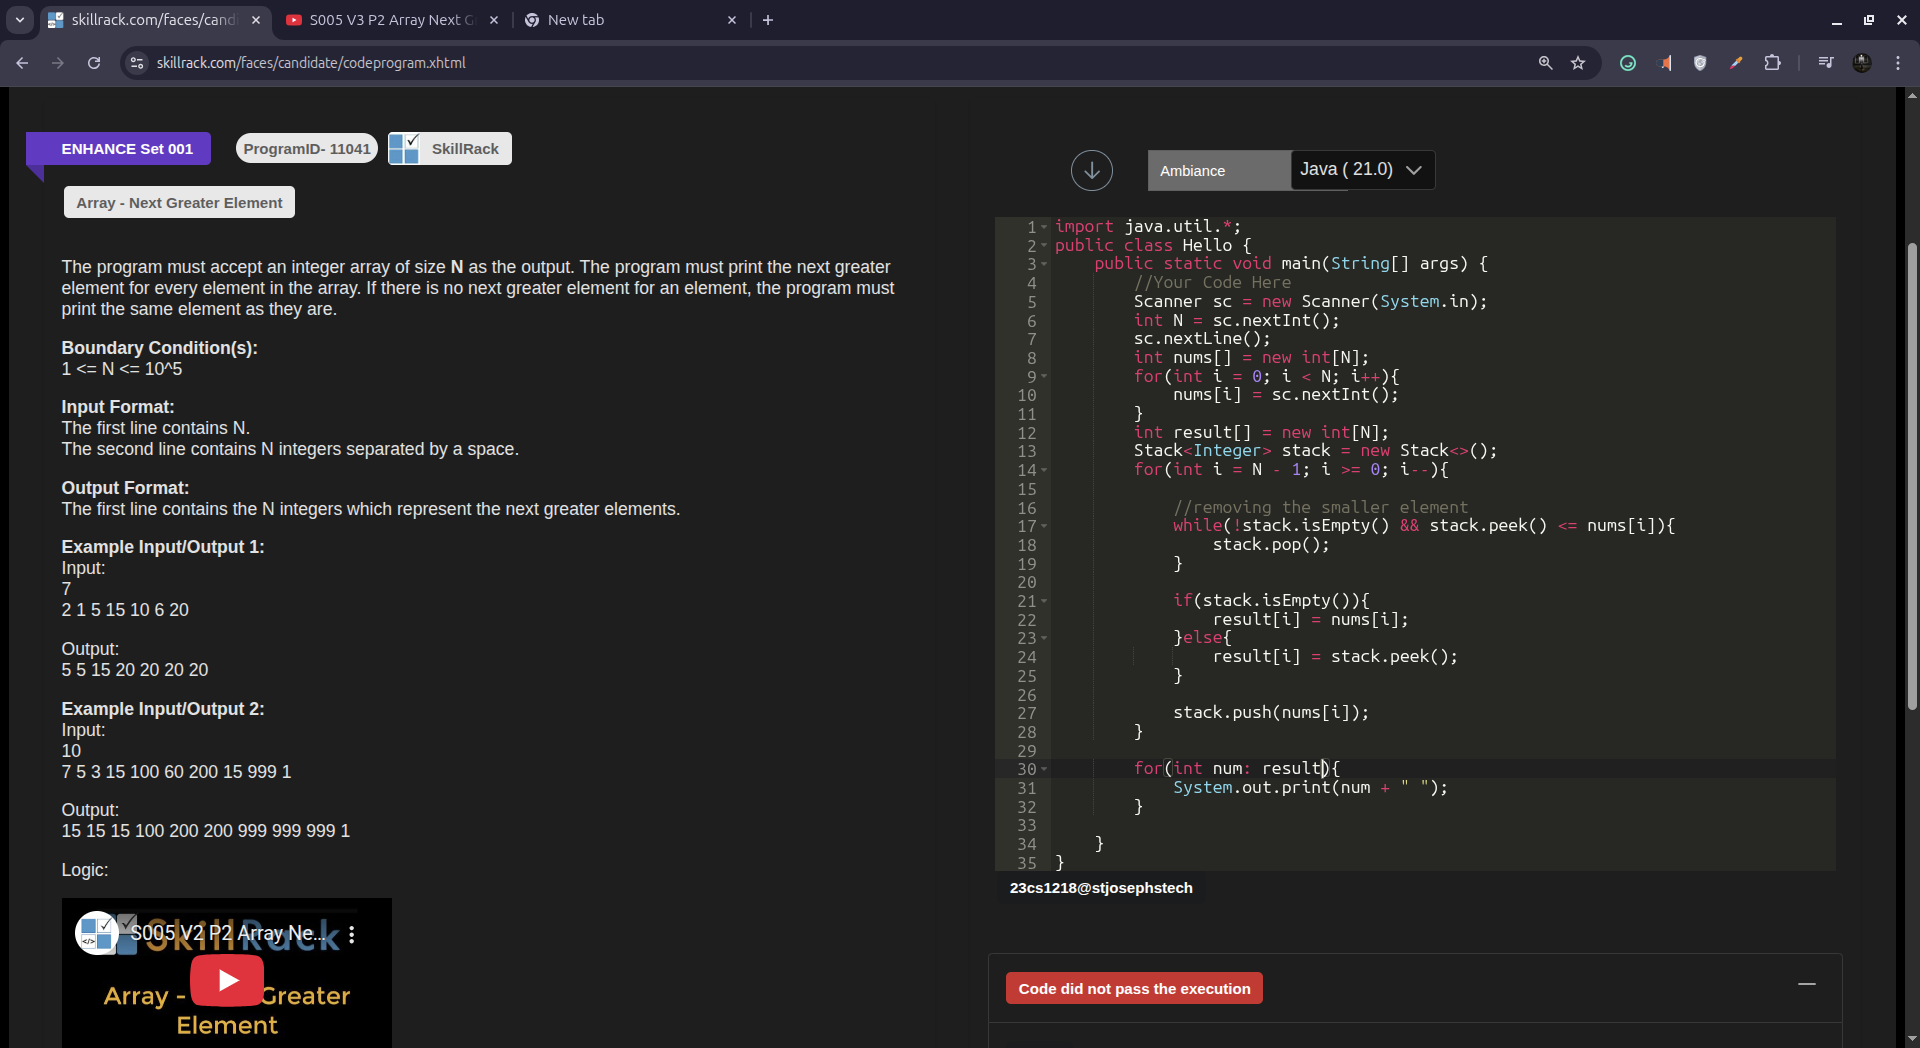 skillrack.com/faces/cand
S005 V3 P2 Array Next G
New tab
skillrack.com/faces/candidate/codeprogram.xhtml
ENHANCE Set 001
ProgramID- 11041
SkillRack
Array - Next Greater Element
The program must accept an integer array of size N as the output. The program must print the next greater
element for every element in the array. If there is no next greater element for an element, the program must
print the same element as they are.
Boundary Condition(s):
1 <= N <= 10^5
Input Format:
The first line contains N.
The second line contains N integers separated by a space.
Output Format:
The first line contains the N integers which represent the next greater elements.
Example Input/Output 1:
Input:
7
2 1 5 15 10 6 20
Output:
5 5 15 20 20 20 20
Example Input/Output 2:
Input:
10
7 5 3 15 100 60 200 15 999 1
Output:
15 15 15 100 200 200 999 999 999 1
Logic:
SkillRack
S005 V2 P2 Array Ne...
Array - Greater
Element
Ambiance
Java ( 21.0)
1 import java.util.*;
2 public class Hello {
3     public static void main(String[] args) {
4         //Your Code Here
5         Scanner sc = new Scanner(System.in);
6         int N = sc.nextInt();
7         sc.nextLine();
8         int nums[] = new int[N];
9         for(int i = 0; i < N; i++){
10             nums[i] = sc.nextInt();
11         }
12         int result[] = new int[N];
13         Stack<Integer> stack = new Stack<>();
14         for(int i = N - 1; i >= 0; i--){
15
16             //removing the smaller element
17             while(!stack.isEmpty() && stack.peek() <= nums[i]){
18                 stack.pop();
19             }
20
21             if(stack.isEmpty()){
22                 result[i] = nums[i];
23             }else{
24                 result[i] = stack.peek();
25             }
26
27             stack.push(nums[i]);
28         }
29
30         for(int num: result){
31             System.out.print(num + " ");
32         }
33
34     }
35 }
23cs1218@stjosephstech
Code did not pass the execution